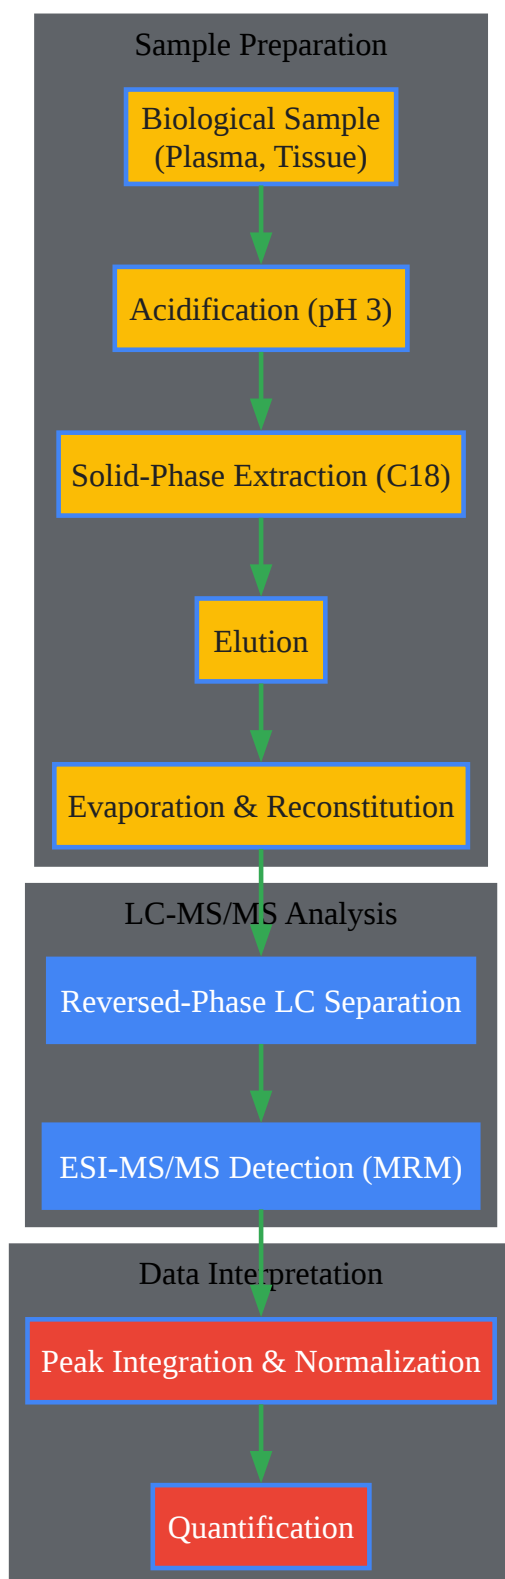 Sample Preparation
Biological Sample
(Plasma, Tissue)
Acidification (pH 3)
Solid-Phase Extraction (C18)
Elution
Evaporation & Reconstitution
LC-MS/MS Analysis
Reversed-Phase LC Separation
ESI-MS/MS Detection (MRM)
Data Interpretation
Peak Integration & Normalization
Quantification